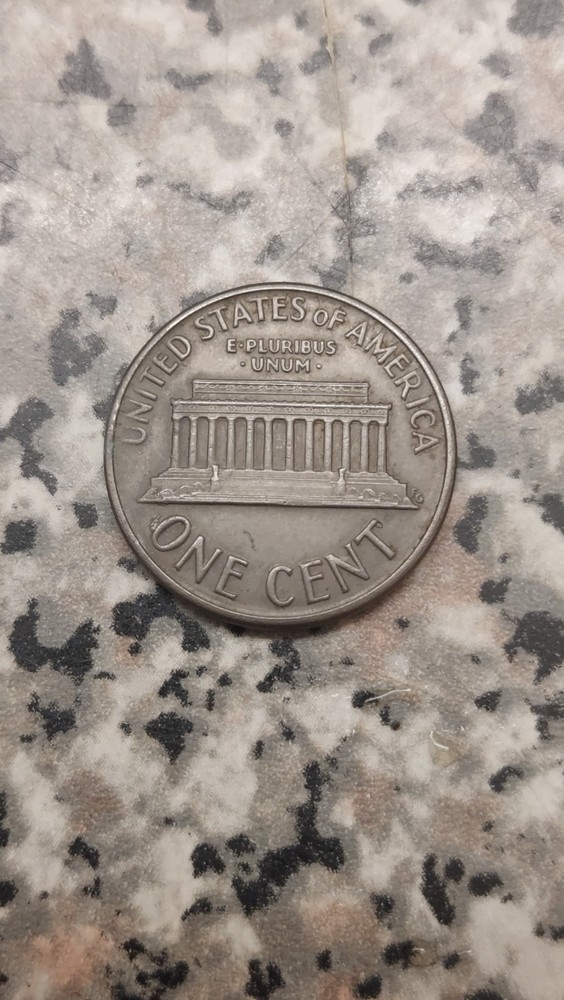 UNITED STATES OF AMERICA
E·PLURIBUS
·UNUM·
ONE CENT